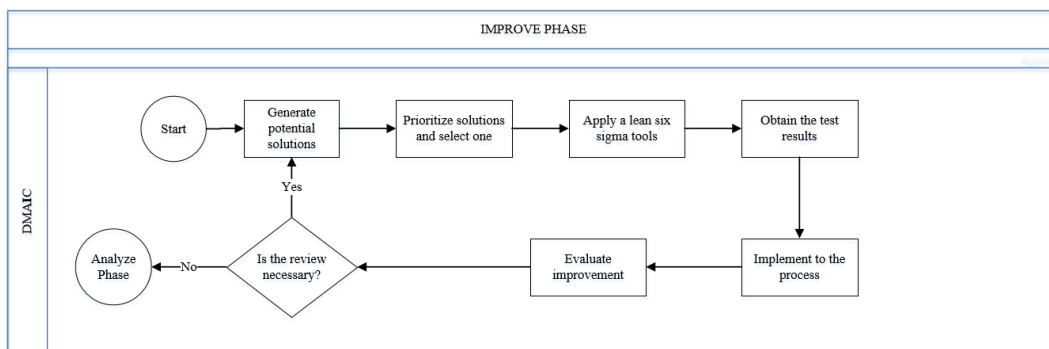 IMPROVE PHASE
DMAIC
Start
Generate
potential
solutions
Prioritize solutions
and select one
Apply a lean six
sigma tools
Obtain the test
results
Yes
Analyze
Phase
No
Is the review
necessary?
Evaluate
improvement
Implement to the
process